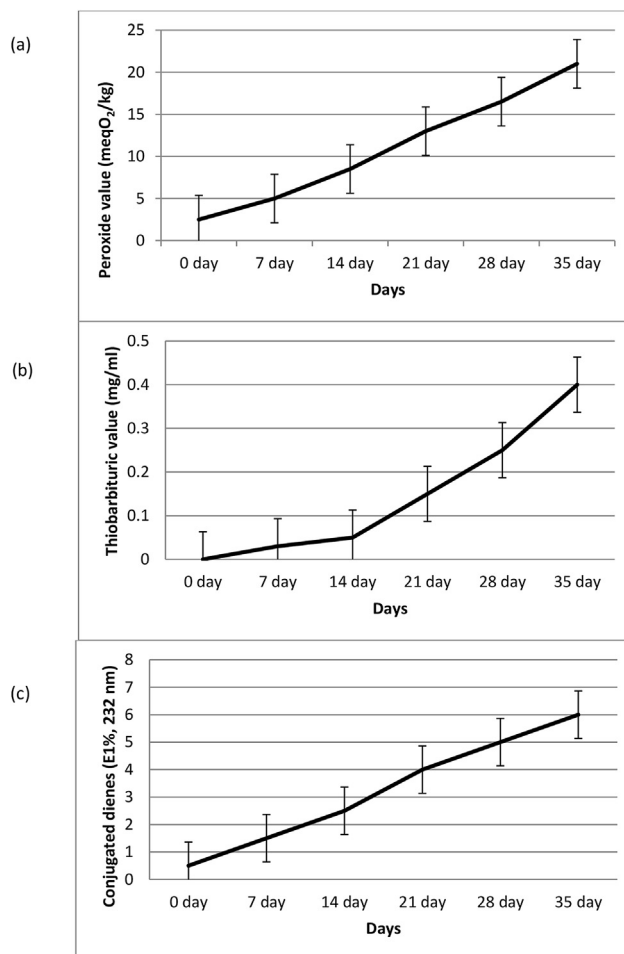 (a)
Peroxide value (meqO₂/kg)
25
20
15
10
5
0
0 day 7 day 14 day 21 day 28 day 35 day
Days
(b)
Thiobarbituric value (mg/ml)
0.5
0.4
0.3
0.2
0.1
0
0 day 7 day 14 day 21 day 28 day 35 day
Days
(c)
Conjugated dienes (E1%, 232 nm)
8
7
6
5
4
3
2
1
0
0 day 7 day 14 day 21 day 28 day 35 day
Days